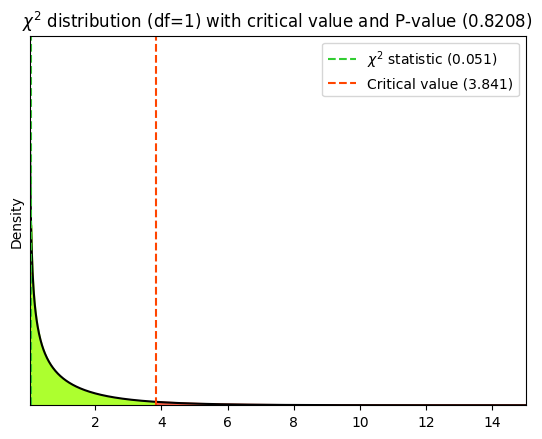 χ² distribution (df=1) with critical value and P-value (0.8208)
χ² statistic (0.051)
Critical value (3.841)
Density
2 4 6 8 10 12 14